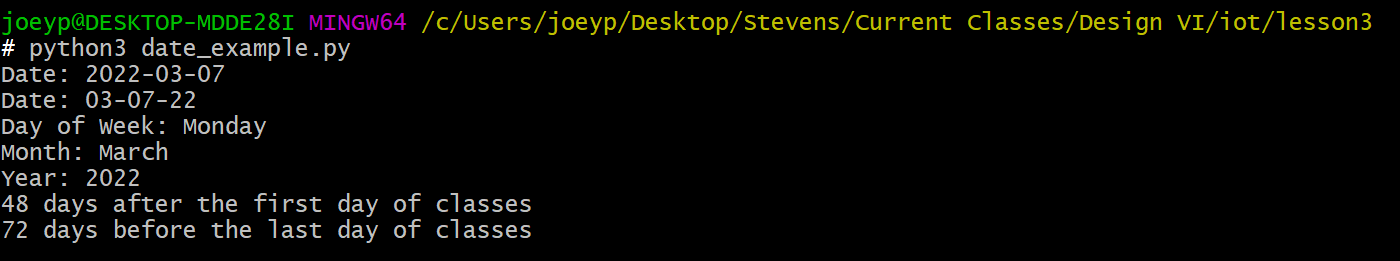 joeyp@DESKTOP-MDDE28I MINGW64 /c/Users/joeyp/Desktop/Stevens/Current Classes/Design VI/iot/lesson3
# python3 date_example.py
Date: 2022-03-07
Date: 03-07-22
Day of Week: Monday
Month: March
Year: 2022
48 days after the first day of classes
72 days before the last day of classes